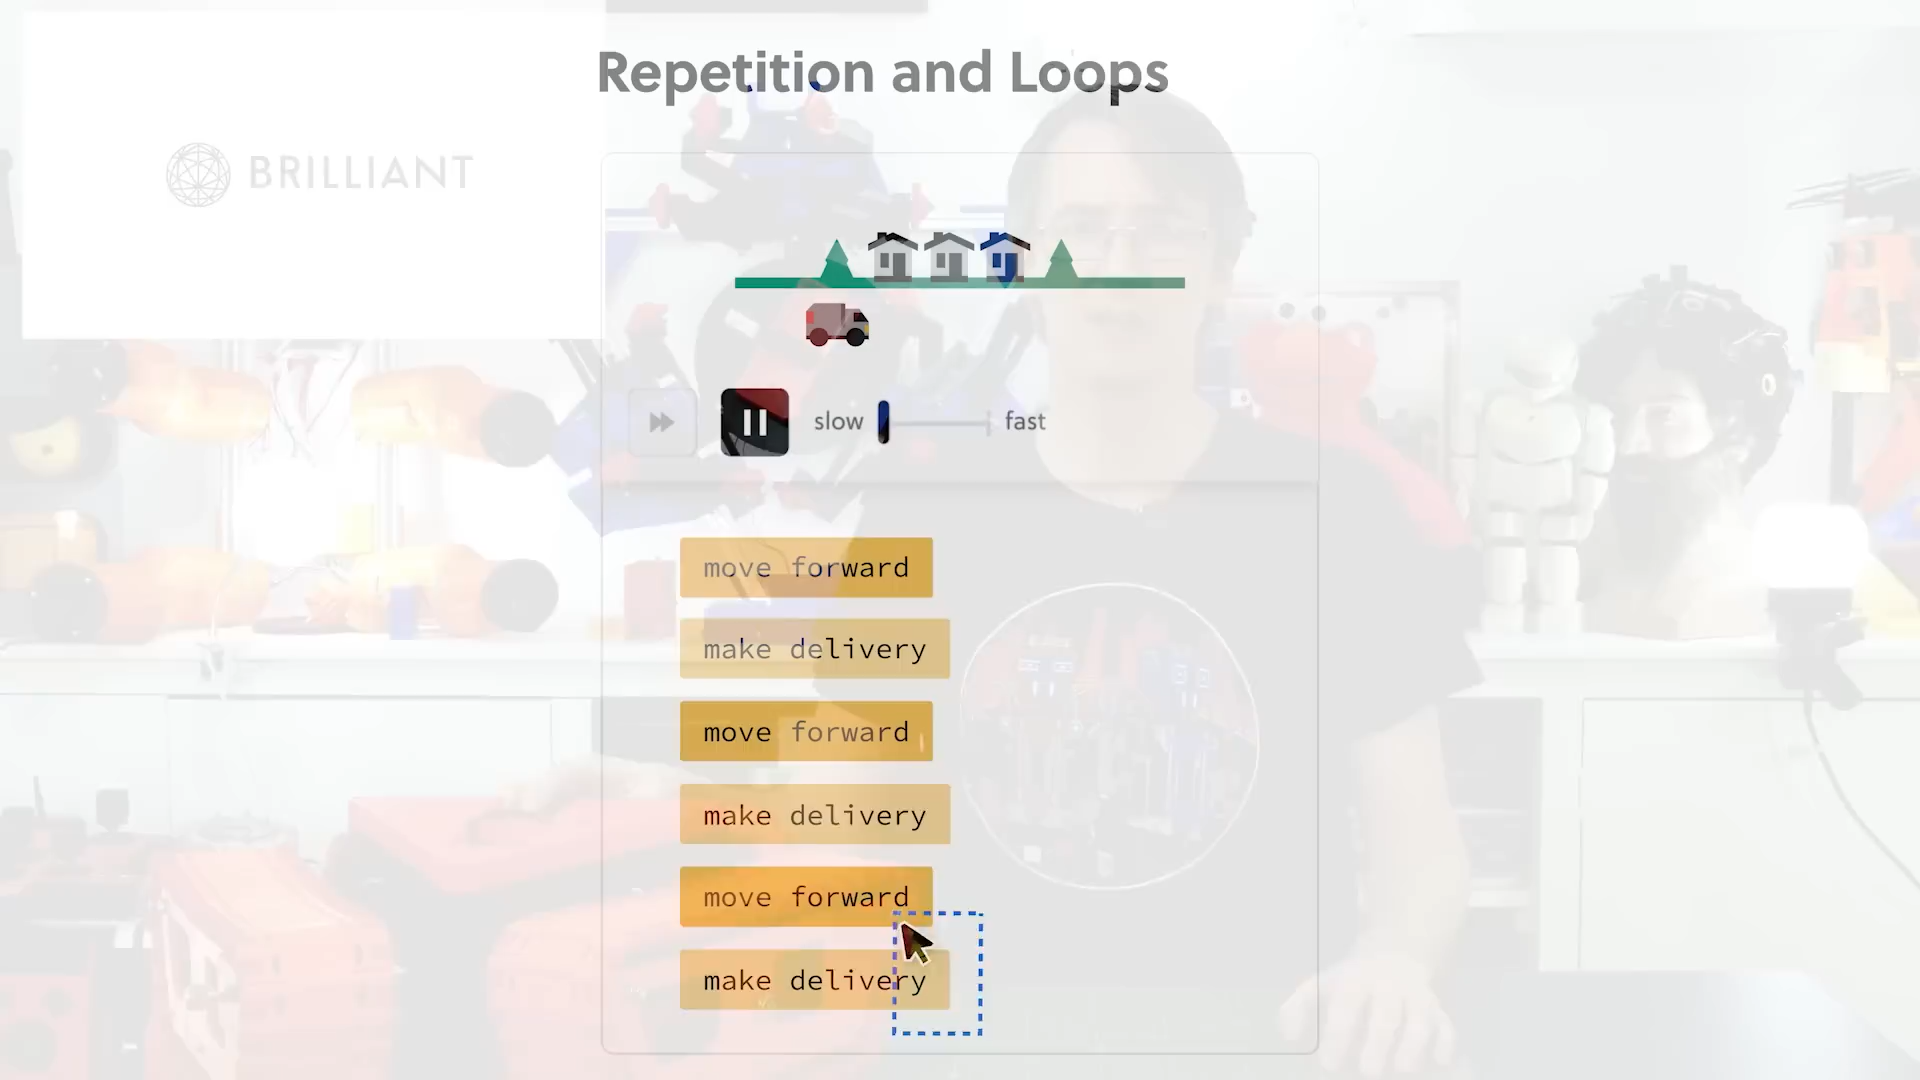 Repetition and Loops
BRILLIANT
slow fast
move forward
make delivery
move forward
make delivery
move forward
make delivery